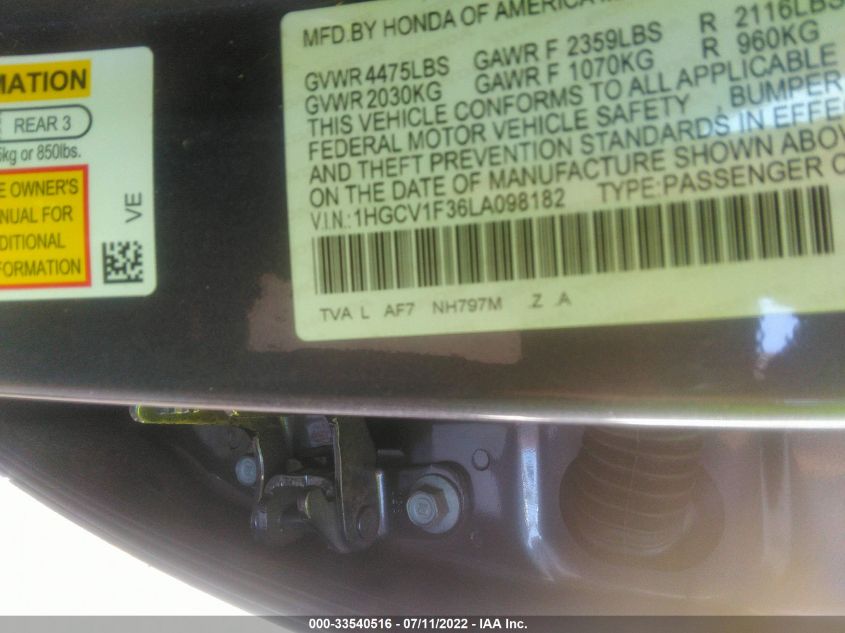 MATION
REAR 3
kg or 850lbs.
E OWNER'S
NUAL FOR
DITIONAL
FORMATION
VE
MFD.BY HONDA OF AMERICA
GVWR 4475LBS GAWR F 2359LBS R 2116LBS
GVWR 2030KG GAWR F 1070KG R 960KG
THIS VEHICLE CONFORMS TO ALL APPLICABLE
FEDERAL MOTOR VEHICLE SAFETY , BUMPER
AND THEFT PREVENTION STANDARDS IN EFFEC
ON THE DATE OF MANUFACTURE SHOWN ABOV
V.I.N.:1HGCV1F36LA098182 TYPE:PASSENGER C
TVA L AF7 NH797M Z A
000-33540516 - 07/11/2022 - IAA Inc.